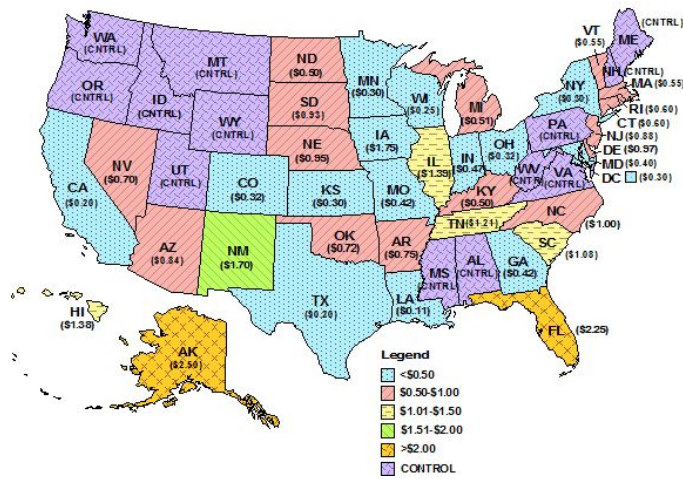 WA
(CNTRL)
MT
(CNTRL)
ND
($0.50)
MN
($0.30)
VT
($0.55)
(CNTRL)
ME
OR
(CNTRL)
ID
(CNTRL)
WY
(CNTRL)
SD
($0.93)
WI
($0.25)
MI
($0.51)
NY
($0.30)
NH (CNTRL)
MA ($0.55)
RI ($0.60)
CT ($0.60)
NJ ($0.88)
DE ($0.97)
MD ($0.40)
DC ($0.30)
NV
($0.70)
UT
(CNTRL)
NE
($0.95)
IA
($1.75)
IL
($1.39)
IN
($0.47)
OH
($0.32)
PA
(CNTRL)
CA
($0.20)
CO
($0.32)
KS
($0.30)
MO
($0.42)
KY
($0.50)
WV
(CNTRL)
VA
(CNTRL)
AZ
($0.84)
NM
($1.70)
OK
($0.72)
AR
($0.75)
TN ($1.21)
NC
($1.00)
SC
($1.08)
TX
($0.20)
LA
($0.11)
MS
(CNTRL)
AL
(CNTRL)
GA
($0.42)
HI
($1.38)
AK
($2.50)
FL
($2.25)
Legend
<$0.50
$0.50-$1.00
$1.01-$1.50
$1.51-$2.00
>$2.00
CONTROL